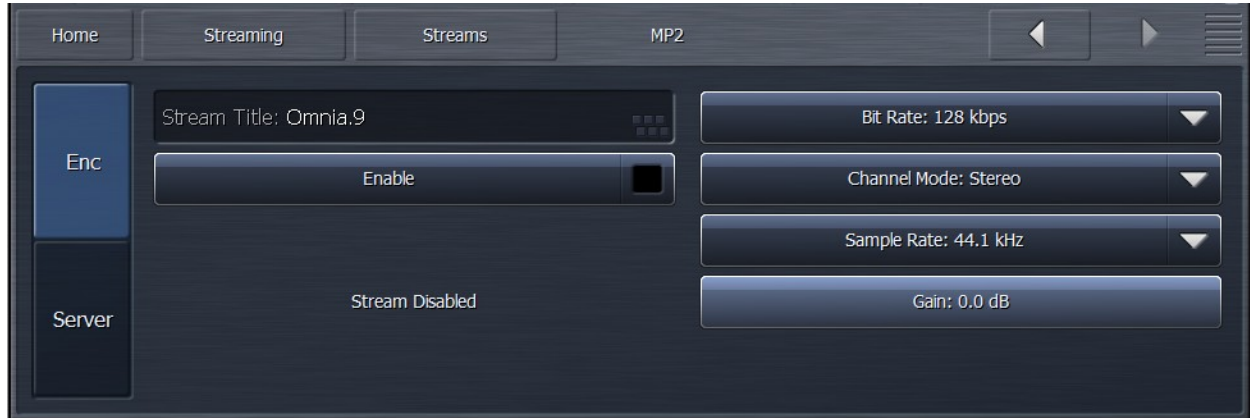 Home Streaming Streams MP2
Enc
Stream Title: Omnia.9
Enable
Stream Disabled
Server
Bit Rate: 128 kbps
Channel Mode: Stereo
Sample Rate: 44.1 kHz
Gain: 0.0 dB